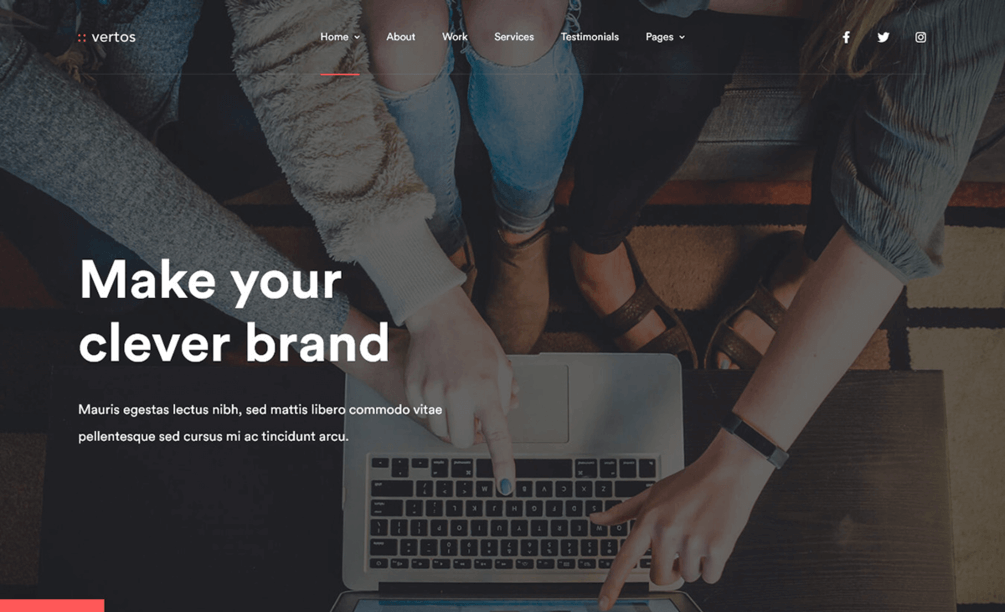 vertos
Home
About
Work
Services
Testimonials
Pages
Make your
clever brand
Mauris egestas lectus nibh, sed mattis libero commodo vitae
pellentesque sed cursus mi ac tincidunt arcu.